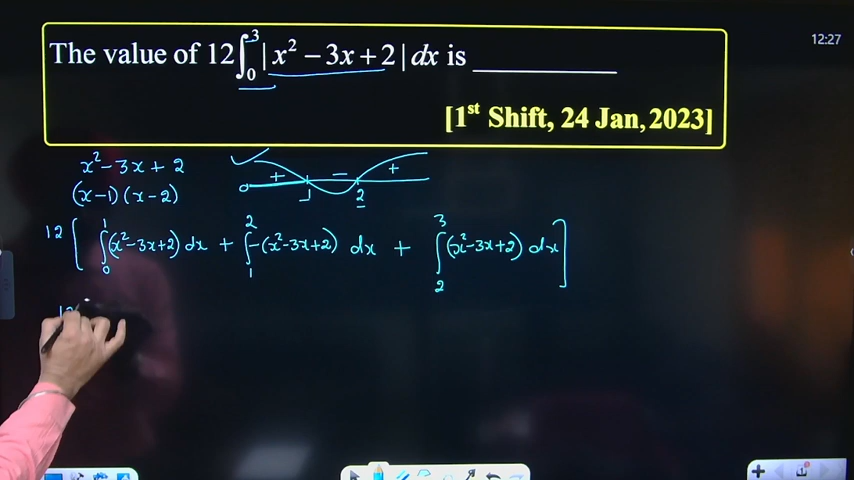 12:27
The value of 12∫₀³ | x² − 3x + 2 | dx is ____________
[1st Shift, 24 Jan, 2023]
x² − 3x + 2
(x−1)(x−2)
+ − +
0 1 2
12 [ ∫₀¹ (x²−3x+2) dx + ∫₁² −(x²−3x+2) dx + ∫₂³ (x²−3x+2) dx ]
12